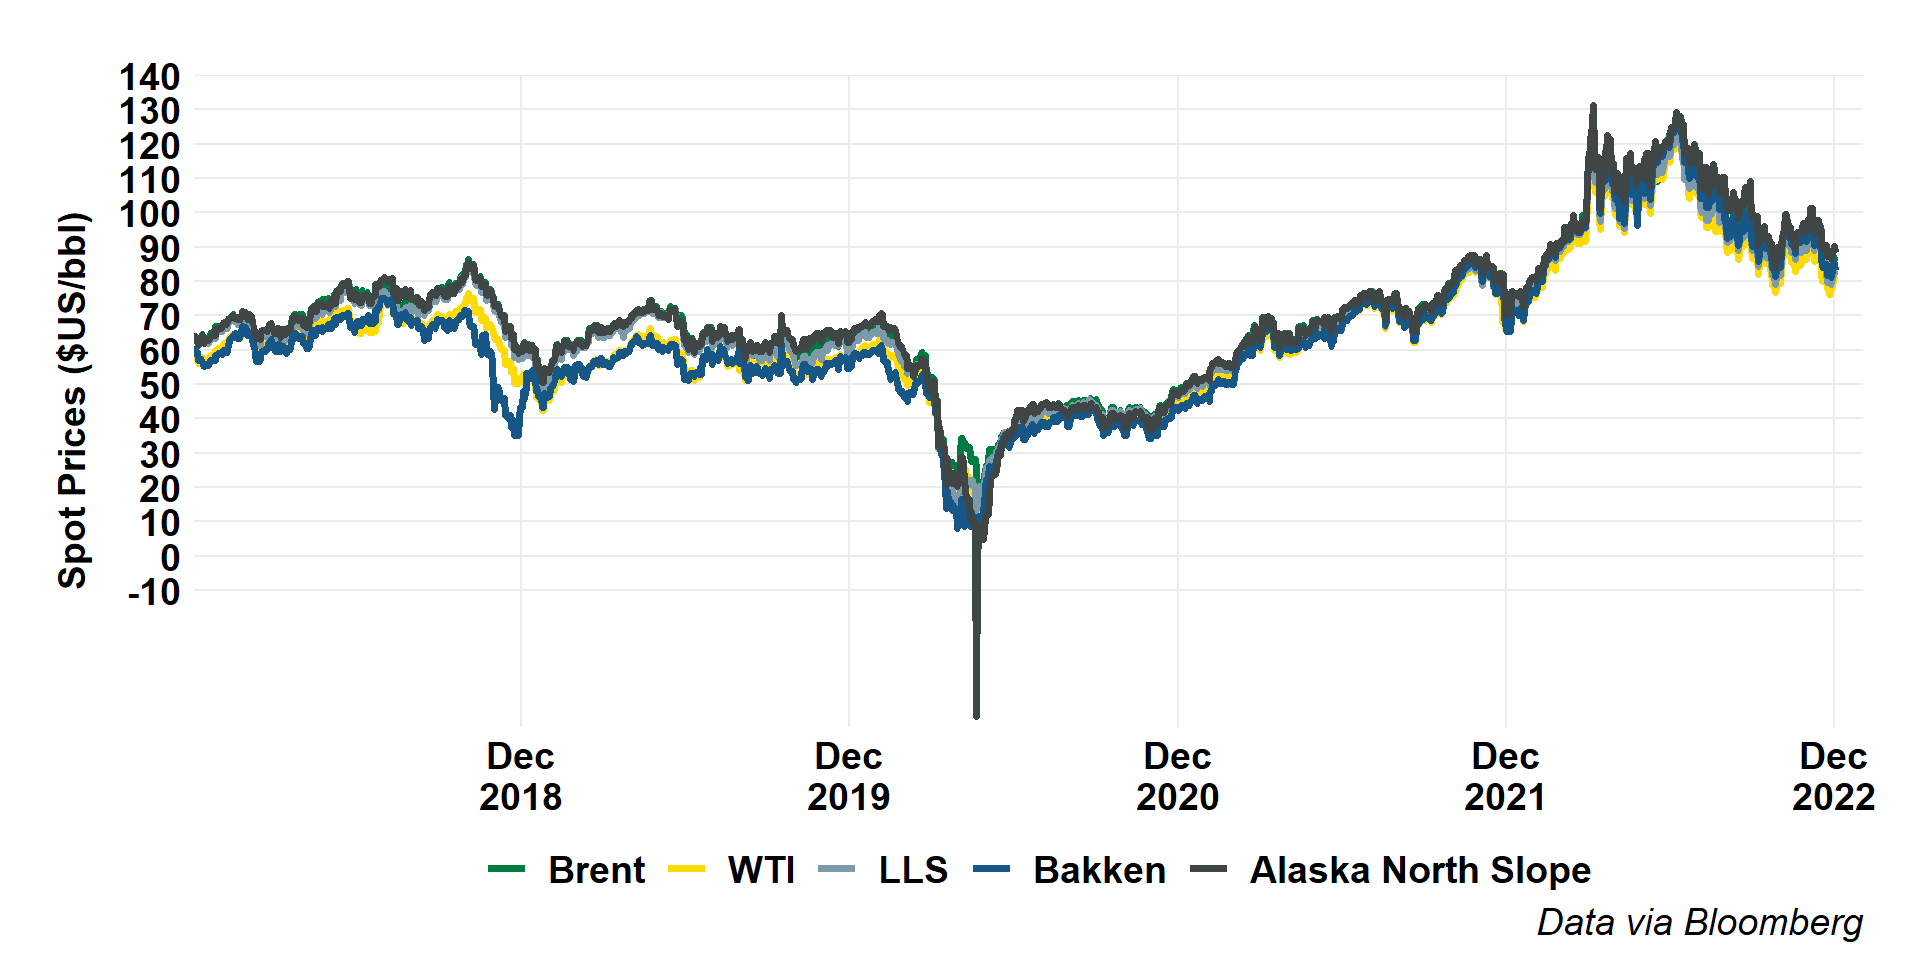 Spot Prices ($US/bbl)
140
130
120
110
100
90
80
70
60
50
40
30
20
10
0
-10
Dec 2018
Dec 2019
Dec 2020
Dec 2021
Dec 2022
Brent WTI LLS Bakken Alaska North Slope
Data via Bloomberg